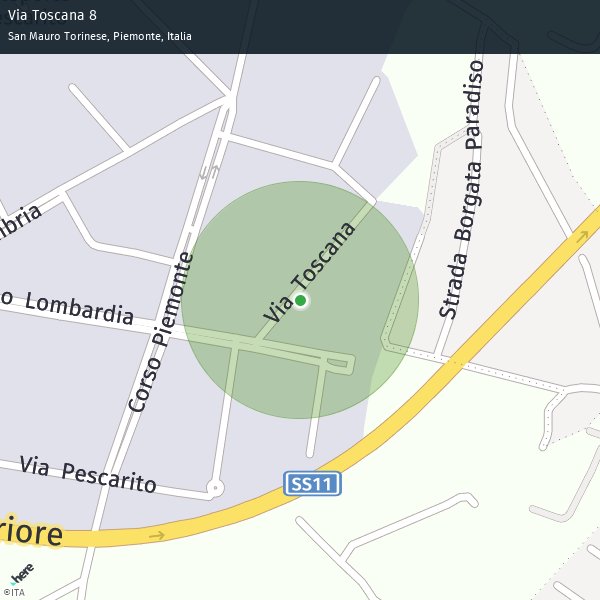 Via Toscana 8
San Mauro Torinese, Piemonte, Italia
Strada Borgata Paradiso
mbria
Via Toscana
o Lombardia
Corso Piemonte
Via Pescarito
SS11
riore
here
©ITA